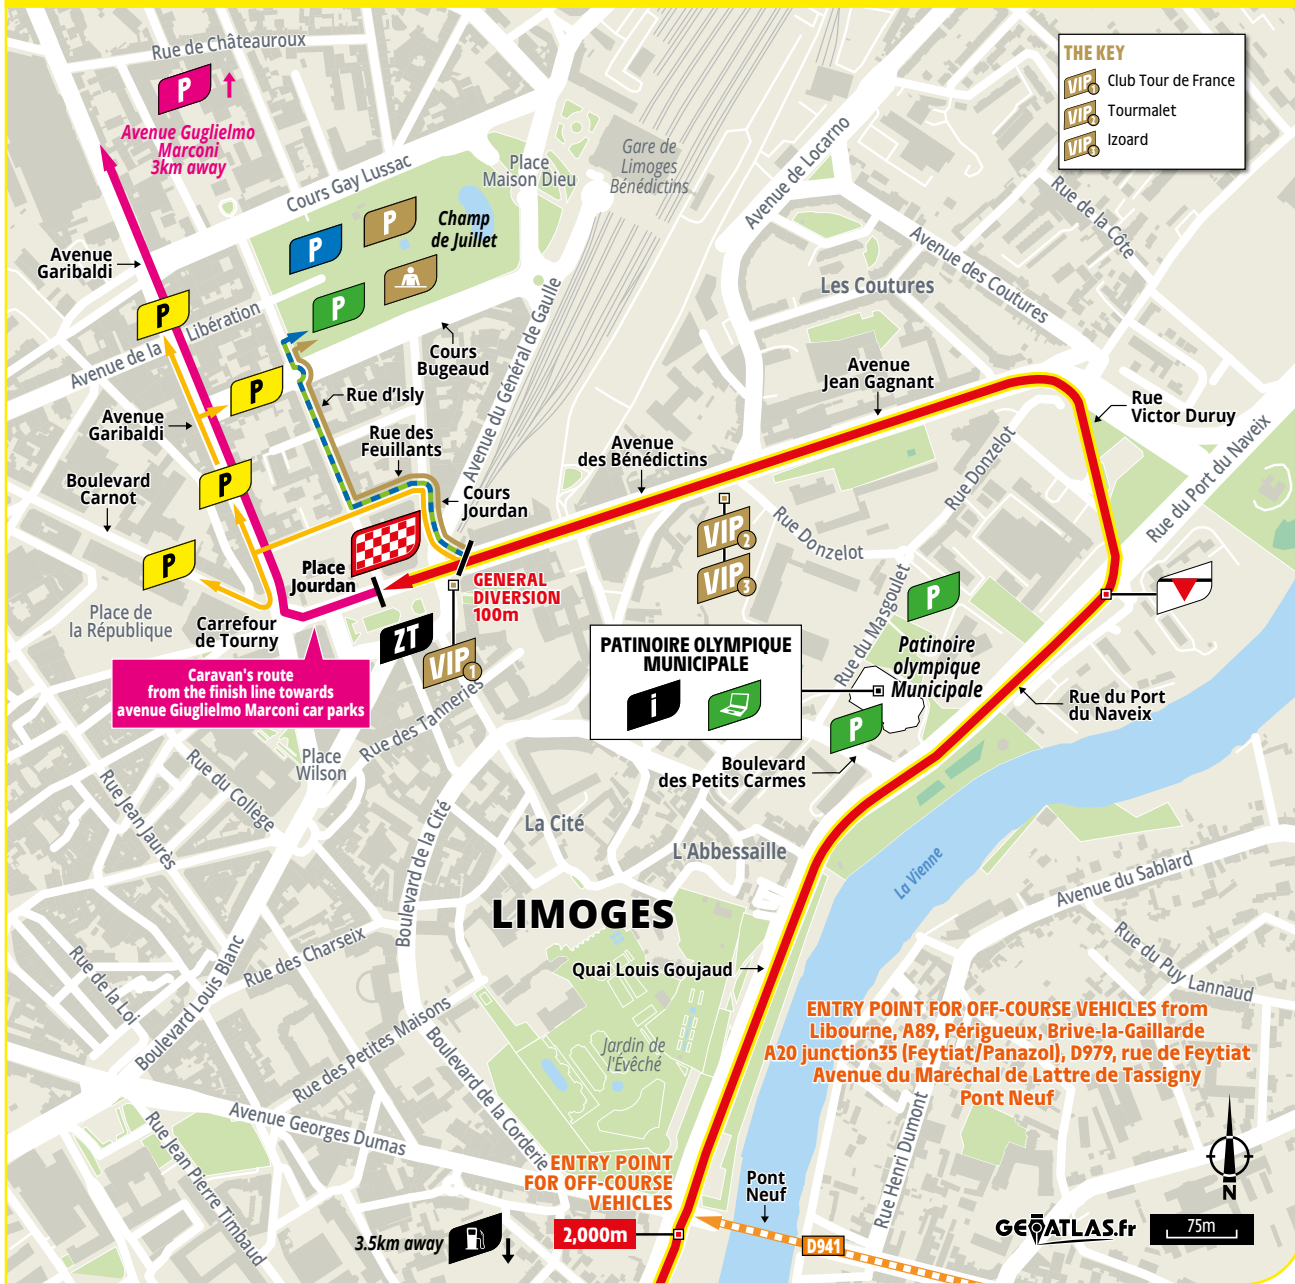 Rue de Châteauroux
P
Avenue Guglielmo
Marconi
3km away
THE KEY
VIP 1 Club Tour de France
VIP 2 Tourmalet
VIP 3 Izoard
Cours Gay Lussac
Place
Maison Dieu
Gare de
Limoges
Bénédictins
Avenue de Locarno
Rue de la Côte
Avenue des Coutures
Les Coutures
P
P
Champ
de Juillet
P
Avenue
Garibaldi
P
Avenue de la Libération
Cours
Bugeaud
Avenue du Général de Gaulle
P
Rue d'Isly
Avenue
Garibaldi
Rue des
Feuillants
Avenue
Jean Gagnant
Rue
Victor Duruy
Avenue
des Bénédictins
Boulevard
Carnot
P
Cours
Jourdan
Rue Donzelot
Rue du Port du Naveix
VIP 2
VIP 3
Rue Donzelot
P
Place
Jourdan
GENERAL
DIVERSION
100m
Place de
la République
Carrefour
de Tourny
ZT
VIP 1
Rue du Masgoulet
P
Patinoire
olympique
Municipale
PATINOIRE OLYMPIQUE
MUNICIPALE
i
P
Caravan's route
from the finish line towards
avenue Giuglielmo Marconi car parks
Rue des Tanneries
Rue du Port
du Naveix
Place
Wilson
Boulevard
des Petits Carmes
Rue du Collège
Rue Jean Jaurès
Boulevard de la Cité
La Cité
L'Abbessaille
La Vienne
Avenue du Sablard
LIMOGES
Rue du Puy Lannaud
Rue des Charseix
Quai Louis Goujaud
Rue de la Loi
Boulevard Louis Blanc
ENTRY POINT FOR OFF-COURSE VEHICLES from
Libourne, A89, Périgueux, Brive-la-Gaillarde
A20 junction35 (Feytiat/Panazol), D979, rue de Feytiat
Avenue du Maréchal de Lattre de Tassigny
Pont Neuf
Rue des Petites Maisons
Jardin de
l'Évêché
Boulevard de la Corderie
Avenue Georges Dumas
Rue Jean Pierre Timbaud
Rue Henri Dumont
ENTRY POINT
FOR OFF-COURSE
VEHICLES
Pont
Neuf
2,000m
3.5km away
D941
N
GEOATLAS.fr
75m